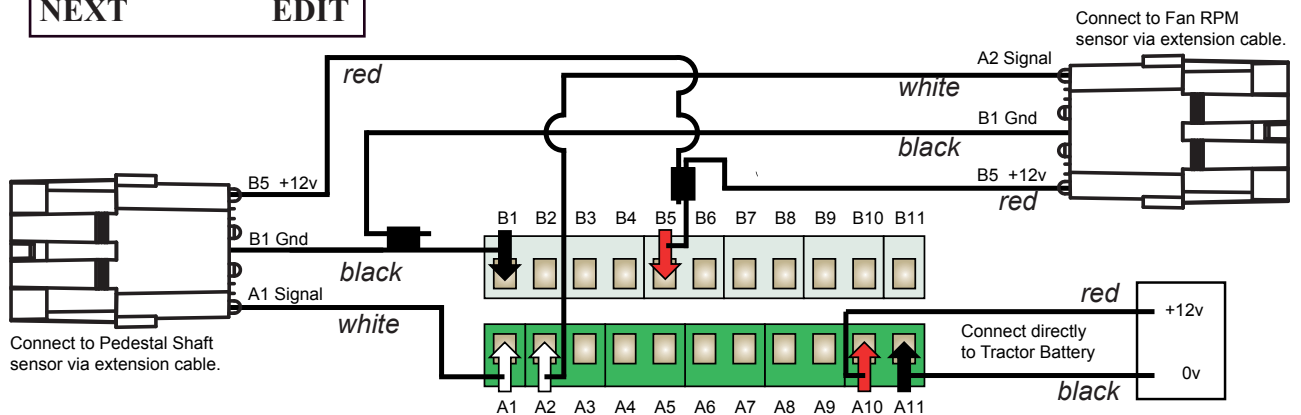 NEXT EDIT
Connect to Fan RPM
sensor via extension cable.
A2 Signal
red
white
B1 Gnd
black
B5 +12v
B5 +12v
red
B1 B2 B3 B4 B5 B6 B7 B8 B9 B10 B11
B1 Gnd
black
A1 Signal
white
red
+12v
Connect directly
to Tractor Battery
0v
black
Connect to Pedestal Shaft
sensor via extension cable.
A1 A2 A3 A4 A5 A6 A7 A8 A9 A10 A11